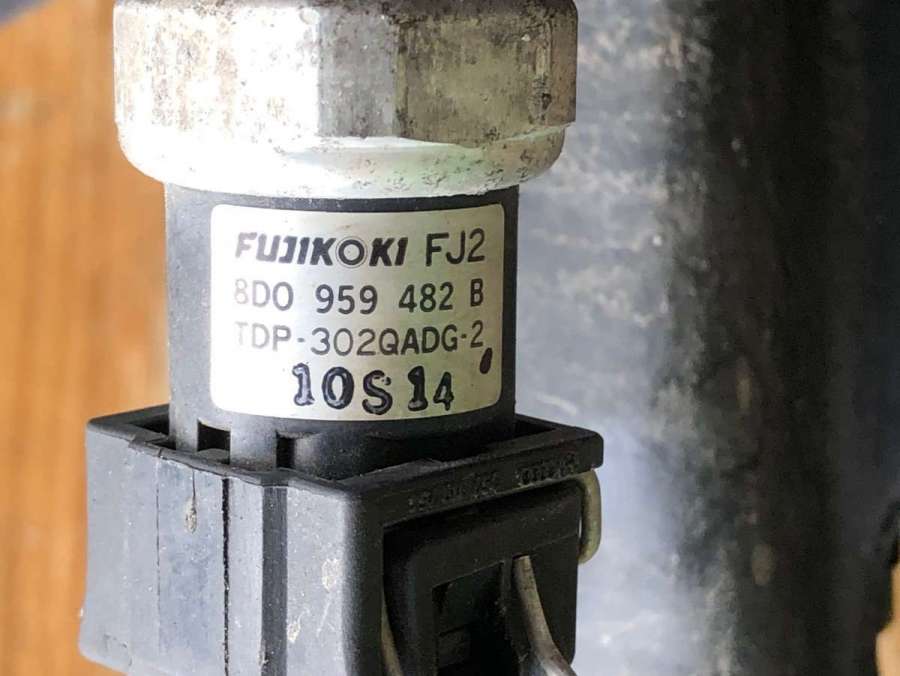 FUJIKOKI FJ2
8D0 959 482 B
TDP-302QADG-2
10S14